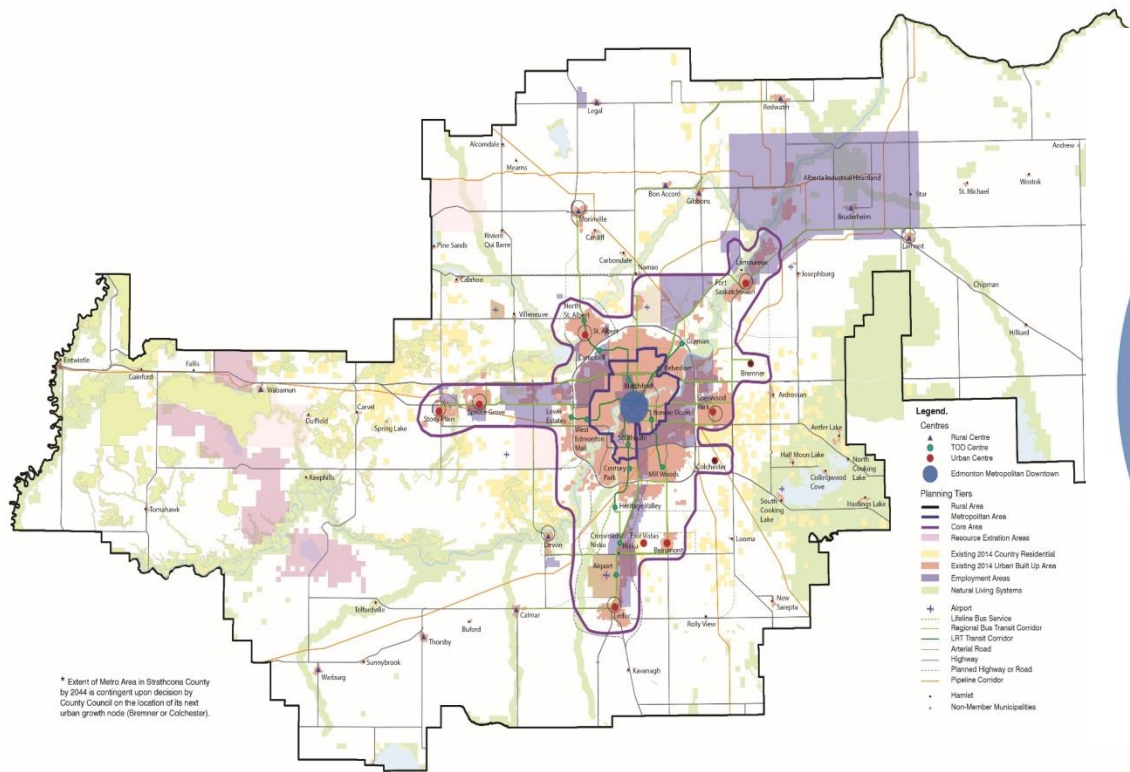 Legal
Redwater
Alcomdale
Mearns
Andrew
Alberta Industrial Heartland
Wostok
St. Michael
Star
Bon Accord
Gibbons
Bruderheim
Morinville
Cardiff
Riviere
Qui Barre
Pine Sands
Lamont
Carbondale
Lamoureux
Namao
Josephburg
Calahoo
Fort
Saskatchewan
Chipman
North
St. Albert
Villeneuve
St. Albert
Hilliard
Gorman
Entwistle
Fallis
Gainford
Campbell
Belvedere
Bremner
Wabamun
Blatchford
Ardrossan
Carvel
Stony Plain
Spruce Grove
Lewis
Estates
Bonnie Doon
Sherwood
Park
Duffield
Spring Lake
West
Edmonton
Mall
Southgate
Antler Lake
Half Moon Lake
North
Cooking
Lake
Century
Park
Mill Woods
Colchester
Collingwood
Cove
Keephills
Tomahawk
South
Cooking
Lake
Hastings Lake
Heritage Valley
Devon
Crossroads
Nisku
Nisku
East Vistas
Beaumont
Looma
Airport
Telfordville
Calmar
Leduc
New
Sarepta
Buford
Rolly View
Thorsby
Sunnybrook
Warburg
Kavanagh
Legend.
Centres
Rural Centre
TOD Centre
Urban Centre
Edmonton Metropolitan Downtown
Planning Tiers
Rural Area
Metropolitan Area
Core Area
Resource Extration Areas
Existing 2014 Country Residential
Existing 2014 Urban Built Up Area
Employment Areas
Natural Living Systems
Airport
Lifeline Bus Service
Regional Bus Transit Corridor
LRT Transit Corridor
Arterial Road
Highway
Planned Highway or Road
Pipeline Corridor
Hamlet
Non-Member Municipalities
* Extent of Metro Area in Strathcona County
by 2044 is contingent upon decision by
County Council on the location of its next
urban growth node (Bremner or Colchester).